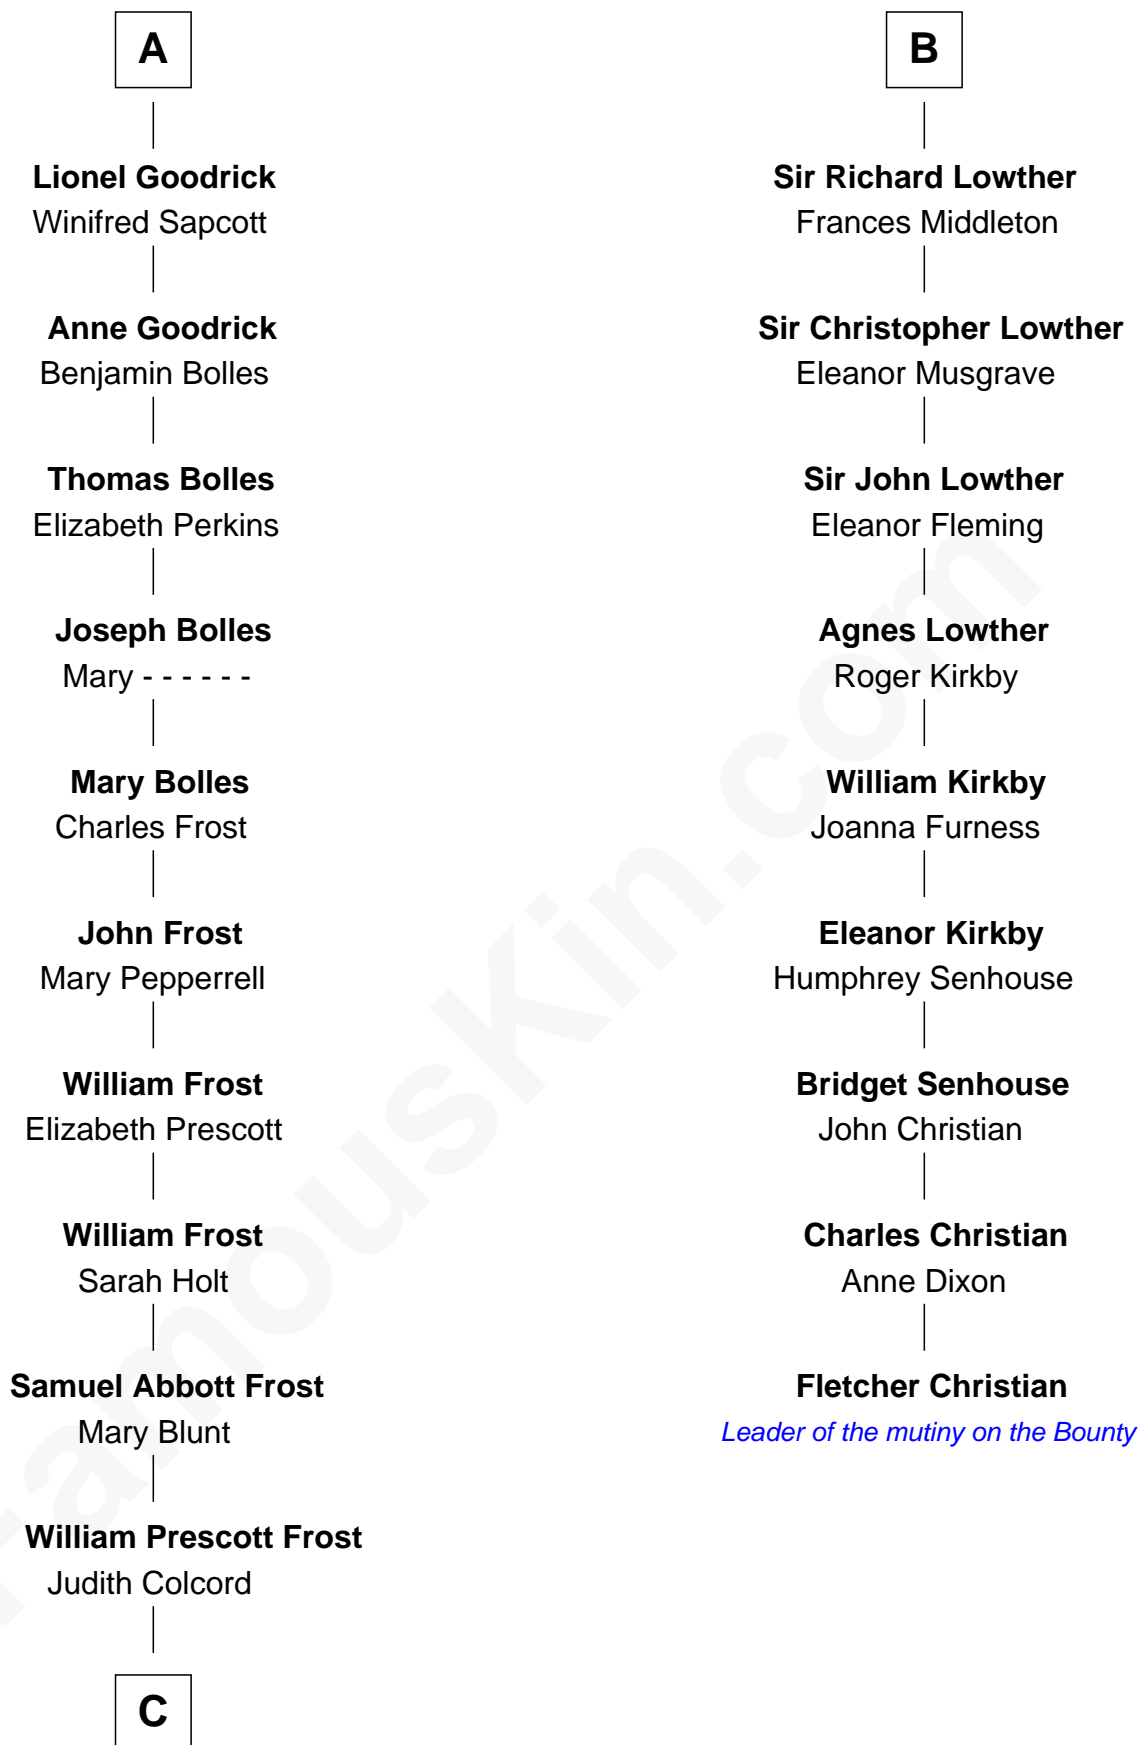 A
Lionel Goodrick
Winifred Sapcott
Anne Goodrick
Benjamin Bolles
Thomas Bolles
Elizabeth Perkins
Joseph Bolles
Mary - - - - - -
Mary Bolles
Charles Frost
John Frost
Mary Pepperrell
William Frost
Elizabeth Prescott
William Frost
Sarah Holt
Samuel Abbott Frost
Mary Blunt
William Prescott Frost
Judith Colcord
C
B
Sir Richard Lowther
Frances Middleton
Sir Christopher Lowther
Eleanor Musgrave
Sir John Lowther
Eleanor Fleming
Agnes Lowther
Roger Kirkby
William Kirkby
Joanna Furness
Eleanor Kirkby
Humphrey Senhouse
Bridget Senhouse
John Christian
Charles Christian
Anne Dixon
Fletcher Christian
Leader of the mutiny on the Bounty
FamousKin.com